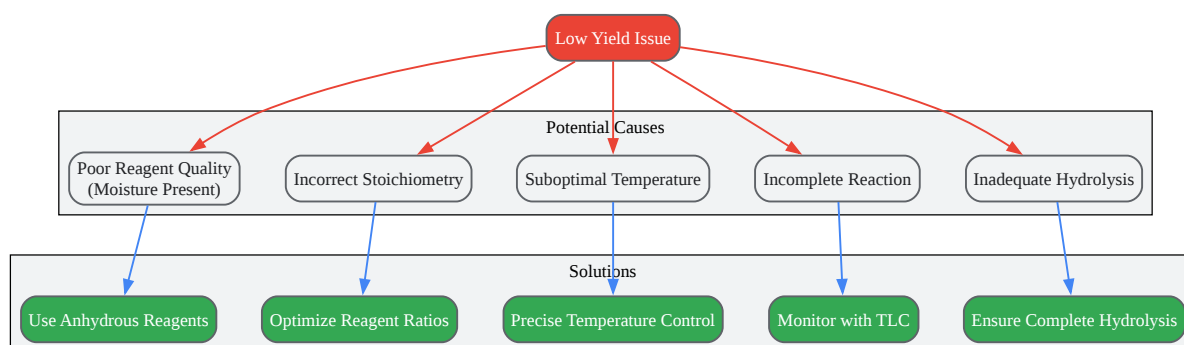 Low Yield Issue
Potential Causes
Poor Reagent Quality
(Moisture Present)
Incorrect Stoichiometry
Suboptimal Temperature
Incomplete Reaction
Inadequate Hydrolysis
Solutions
Use Anhydrous Reagents
Optimize Reagent Ratios
Precise Temperature Control
Monitor with TLC
Ensure Complete Hydrolysis